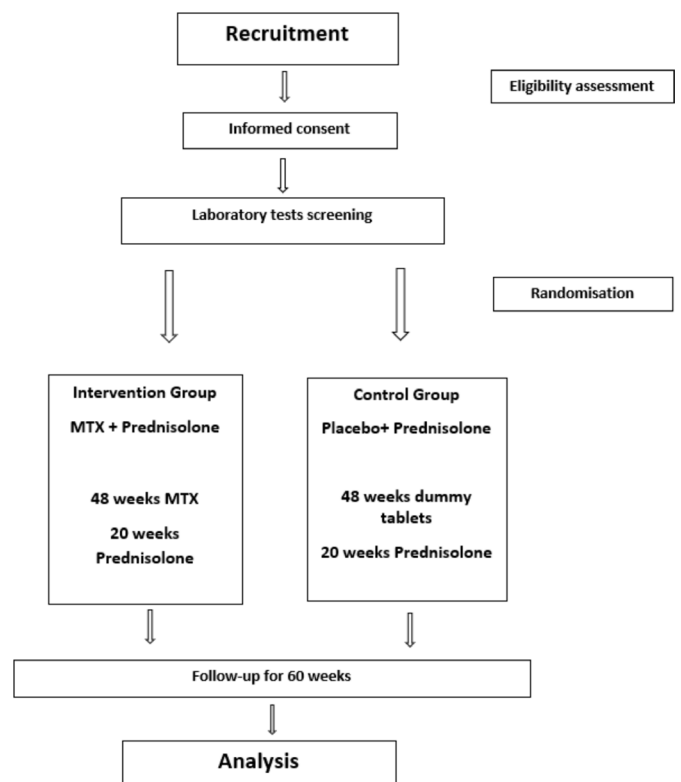 Recruitment
Eligibility assessment
Informed consent
Laboratory tests screening
Randomisation
Intervention Group
MTX + Prednisolone
48 weeks MTX
20 weeks
Prednisolone
Control Group
Placebo+ Prednisolone
48 weeks dummy
tablets
20 weeks Prednisolone
Follow-up for 60 weeks
Analysis